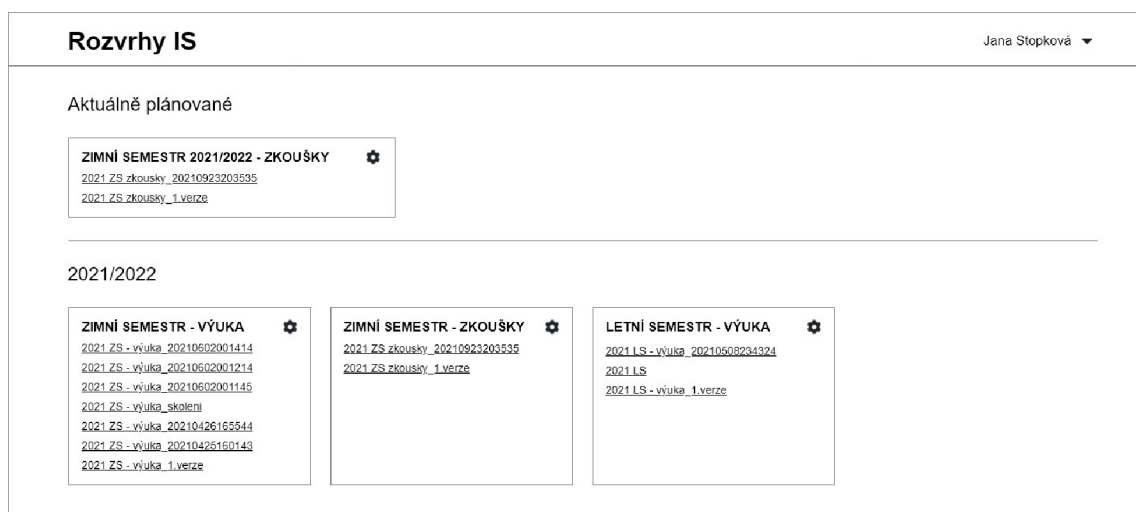 Rozvrhy IS
Jana Stopková
Aktuálně plánované
ZIMNÍ SEMESTR 2021/2022 - ZKOUŠKY
2021 ZS zkousky_20210923203535
2021 ZS zkousky_1.verze
2021/2022
ZIMNÍ SEMESTR - VÝUKA
2021 ZS - výuka_20210602001414
2021 ZS - výuka_20210602001214
2021 ZS - výuka_20210602001145
2021 ZS - výuka_skoleni
2021 ZS - výuka_20210426165544
2021 ZS - výuka_20210425160143
2021 ZS - výuka_1.verze
ZIMNÍ SEMESTR - ZKOUŠKY
2021 ZS zkousky_20210923203535
2021 ZS zkousky_1.verze
LETNÍ SEMESTR - VÝUKA
2021 LS - výuka_20210508234324
2021 LS
2021 LS - výuka_1.verze